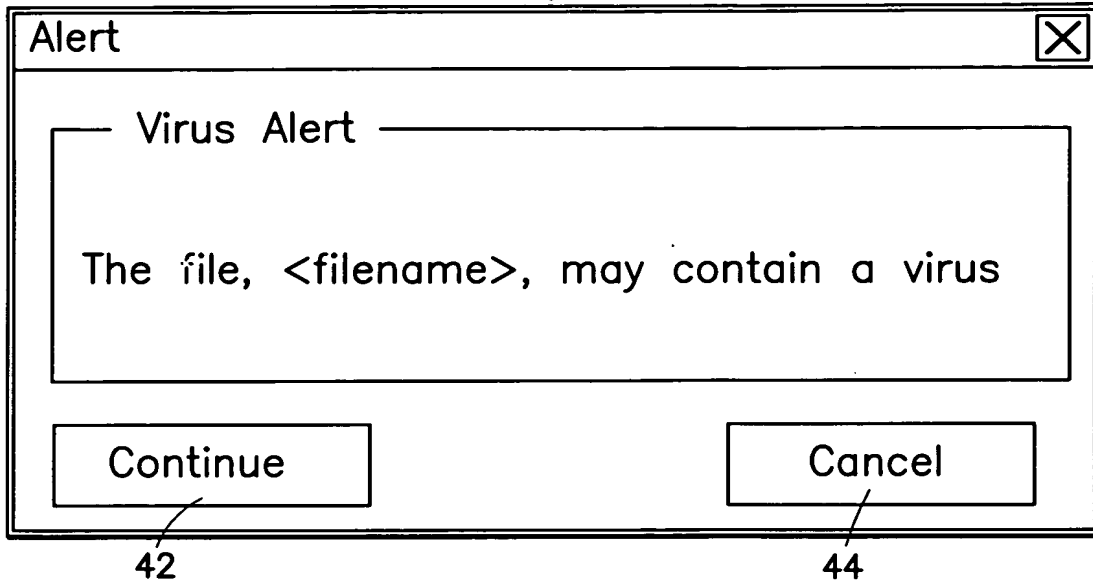 Alert
Virus Alert
The file, <filename>, may contain a virus
Continue
Cancel
42
44